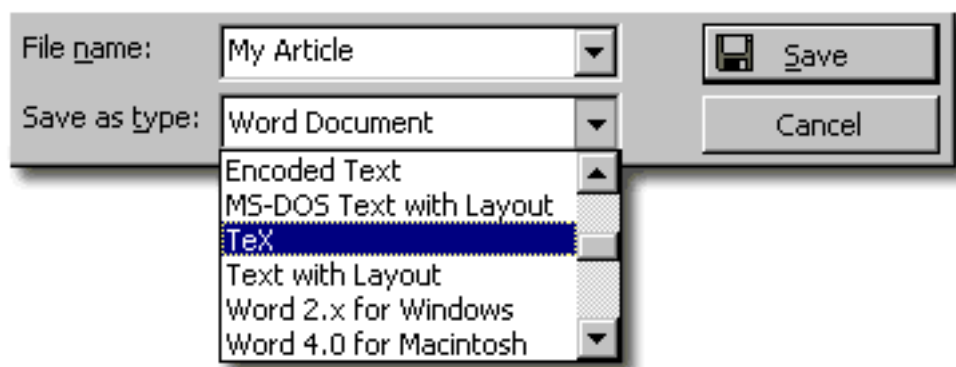 File name: My Article Save
Save as type: Word Document Cancel
Encoded Text
MS-DOS Text with Layout
TeX
Text with Layout
Word 2.x for Windows
Word 4.0 for Macintosh